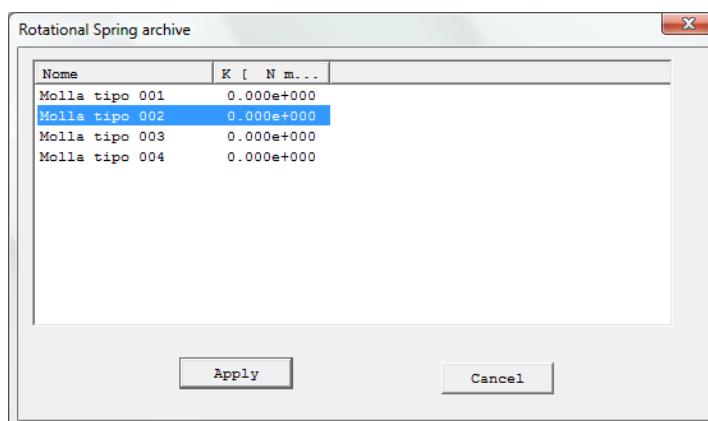 Rotational Spring archive
Nome K [ N m...
Molla tipo 001 0.000e+000
Molla tipo 002 0.000e+000
Molla tipo 003 0.000e+000
Molla tipo 004 0.000e+000
Apply Cancel